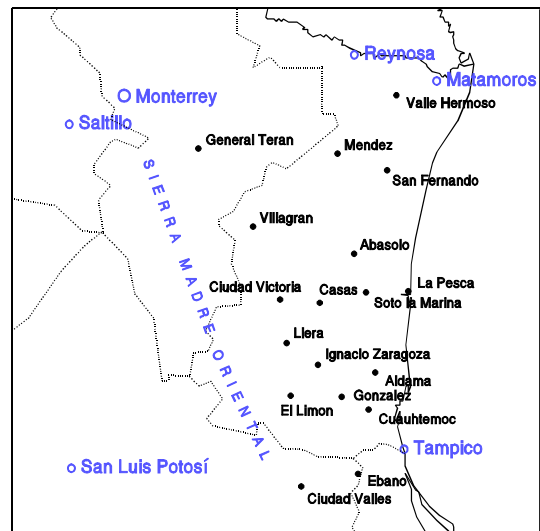 Reynosa
Matamoros
Monterrey
Valle Hermoso
Saltillo
General Teran
Mendez
San Fernando
SIERRA MADRE ORIENTAL
Villagran
Abasolo
Ciudad Victoria
Casas
La Pesca
Soto la Marina
Llera
Ignacio Zaragoza
Aldama
El Limon
Gonzalez
Cuauhtemoc
Tampico
San Luis Potosí
Ebano
Ciudad Valles